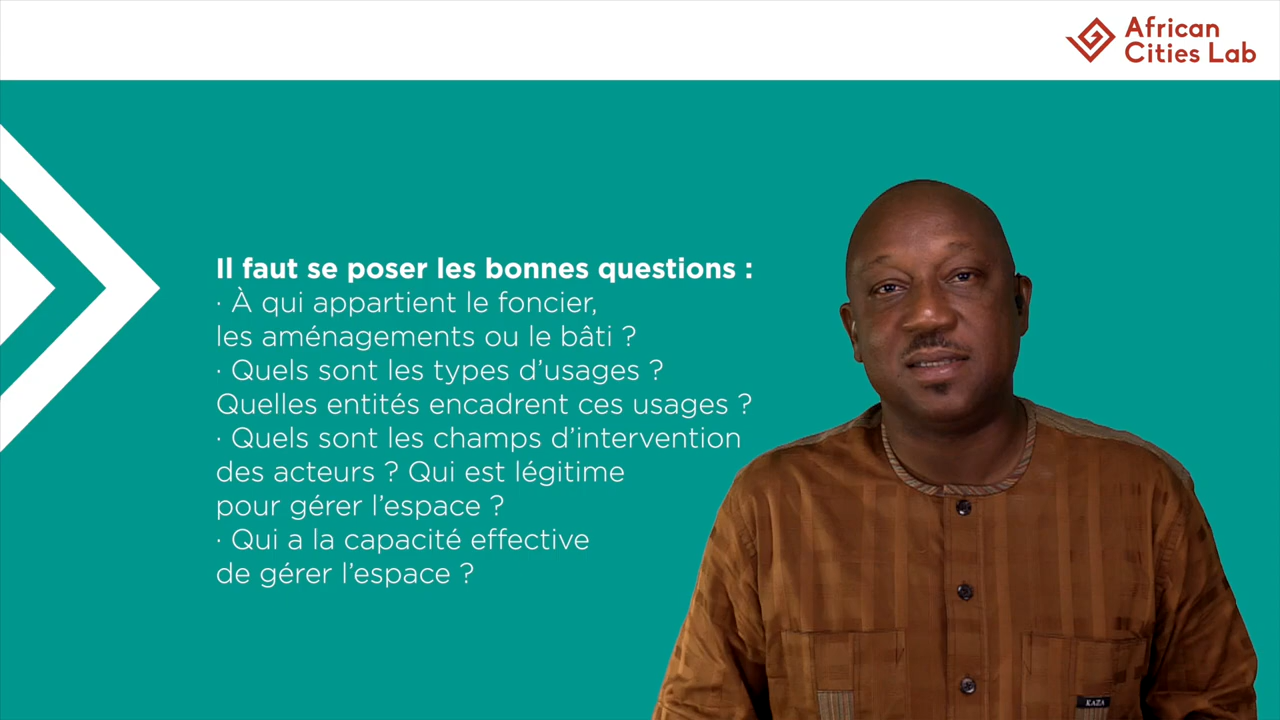 African
Cities Lab
Il faut se poser les bonnes questions :
· À qui appartient le foncier,
les aménagements ou le bâti ?
· Quels sont les types d’usages ?
Quelles entités encadrent ces usages ?
· Quels sont les champs d’intervention
des acteurs ? Qui est légitime
pour gérer l’espace ?
· Qui a la capacité effective
de gérer l’espace ?
KAZA